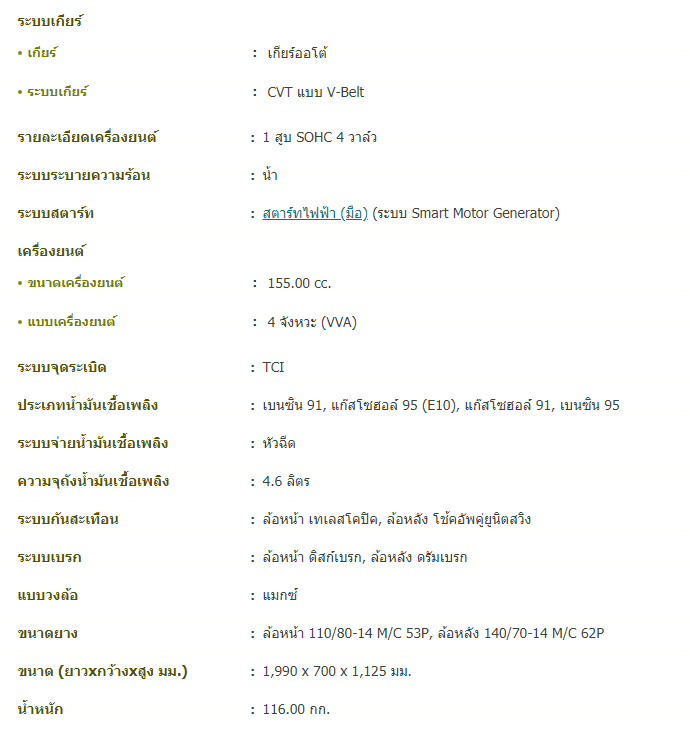 ระบบเกียร์
• เกียร์ : เกียร์ออโต้
• ระบบเกียร์ : CVT แบบ V-Belt
รายละเอียดเครื่องยนต์ : 1 สูบ SOHC 4 วาล์ว
ระบบระบายความร้อน : น้ำ
ระบบสตาร์ท : สตาร์ทไฟฟ้า (มือ) (ระบบ Smart Motor Generator)
เครื่องยนต์
• ขนาดเครื่องยนต์ : 155.00 cc.
• แบบเครื่องยนต์ : 4 จังหวะ (VVA)
ระบบจุดระเบิด : TCI
ประเภทน้ำมันเชื้อเพลิง : เบนซิน 91, แก๊สโซฮอล์ 95 (E10), แก๊สโซฮอล์ 91, เบนซิน 95
ระบบจ่ายน้ำมันเชื้อเพลิง : หัวฉีด
ความจุถังน้ำมันเชื้อเพลิง : 4.6 ลิตร
ระบบกันสะเทือน : ล้อหน้า เทเลสโคปิค, ล้อหลัง โช้คอัพคู่ยูนิตสวิง
ระบบเบรก : ล้อหน้า ดิสก์เบรก, ล้อหลัง ดรัมเบรก
แบบวงล้อ : แมกซ์
ขนาดยาง : ล้อหน้า 110/80-14 M/C 53P, ล้อหลัง 140/70-14 M/C 62P
ขนาด (ยาวxกว้างxสูง มม.) : 1,990 x 700 x 1,125 มม.
น้ำหนัก : 116.00 กก.